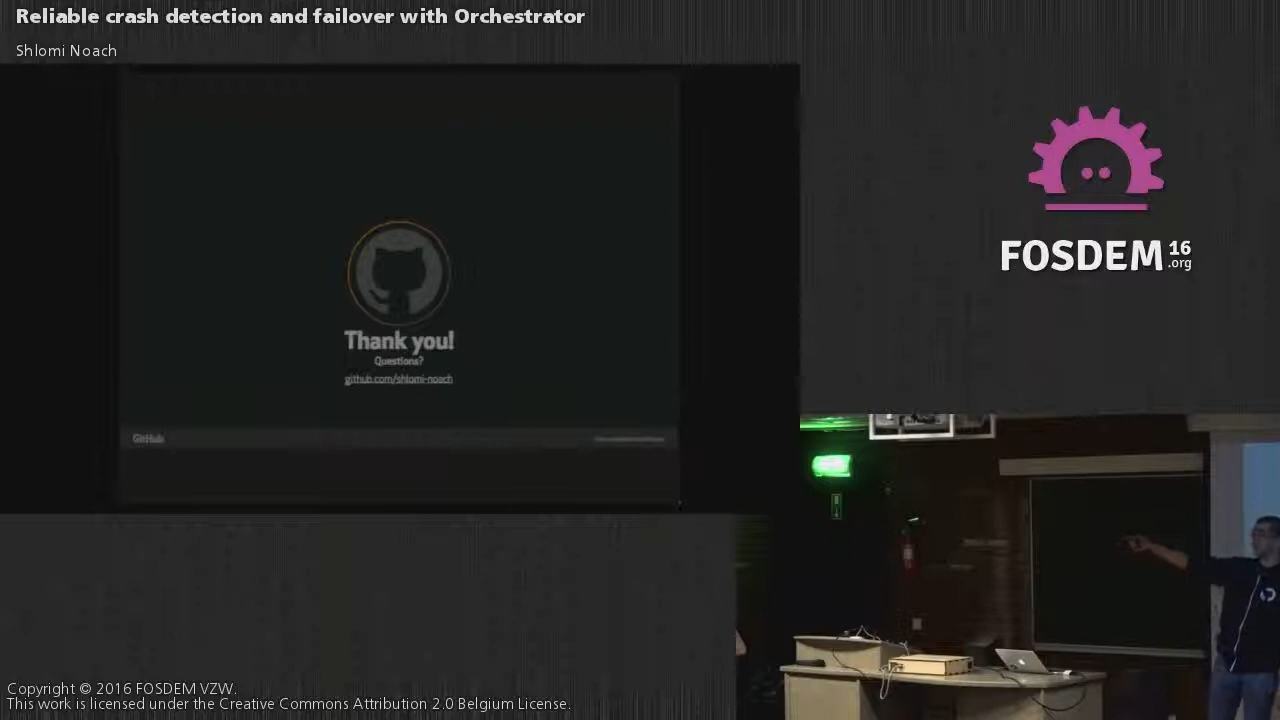 Reliable crash detection and failover with Orchestrator
Shlomi Noach
Thank you!
Questions?
github.com/shlomi-noach
GitHub
FOSDEM 16
.org
Copyright © 2016 FOSDEM VZW.
This work is licensed under the Creative Commons Attribution 2.0 Belgium License.